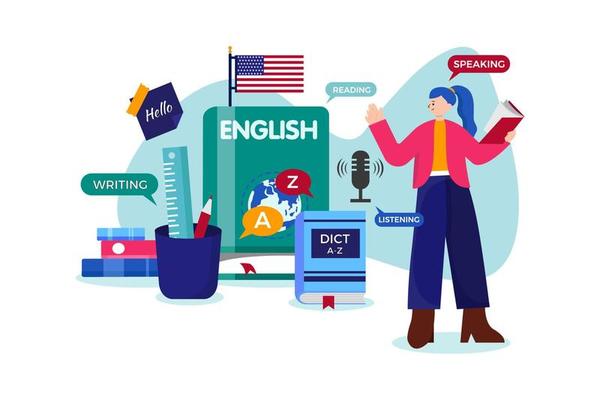 SPEAKING
READING
Hello
ENGLISH
WRITING
Z
A
LISTENING
DICT
A-Z